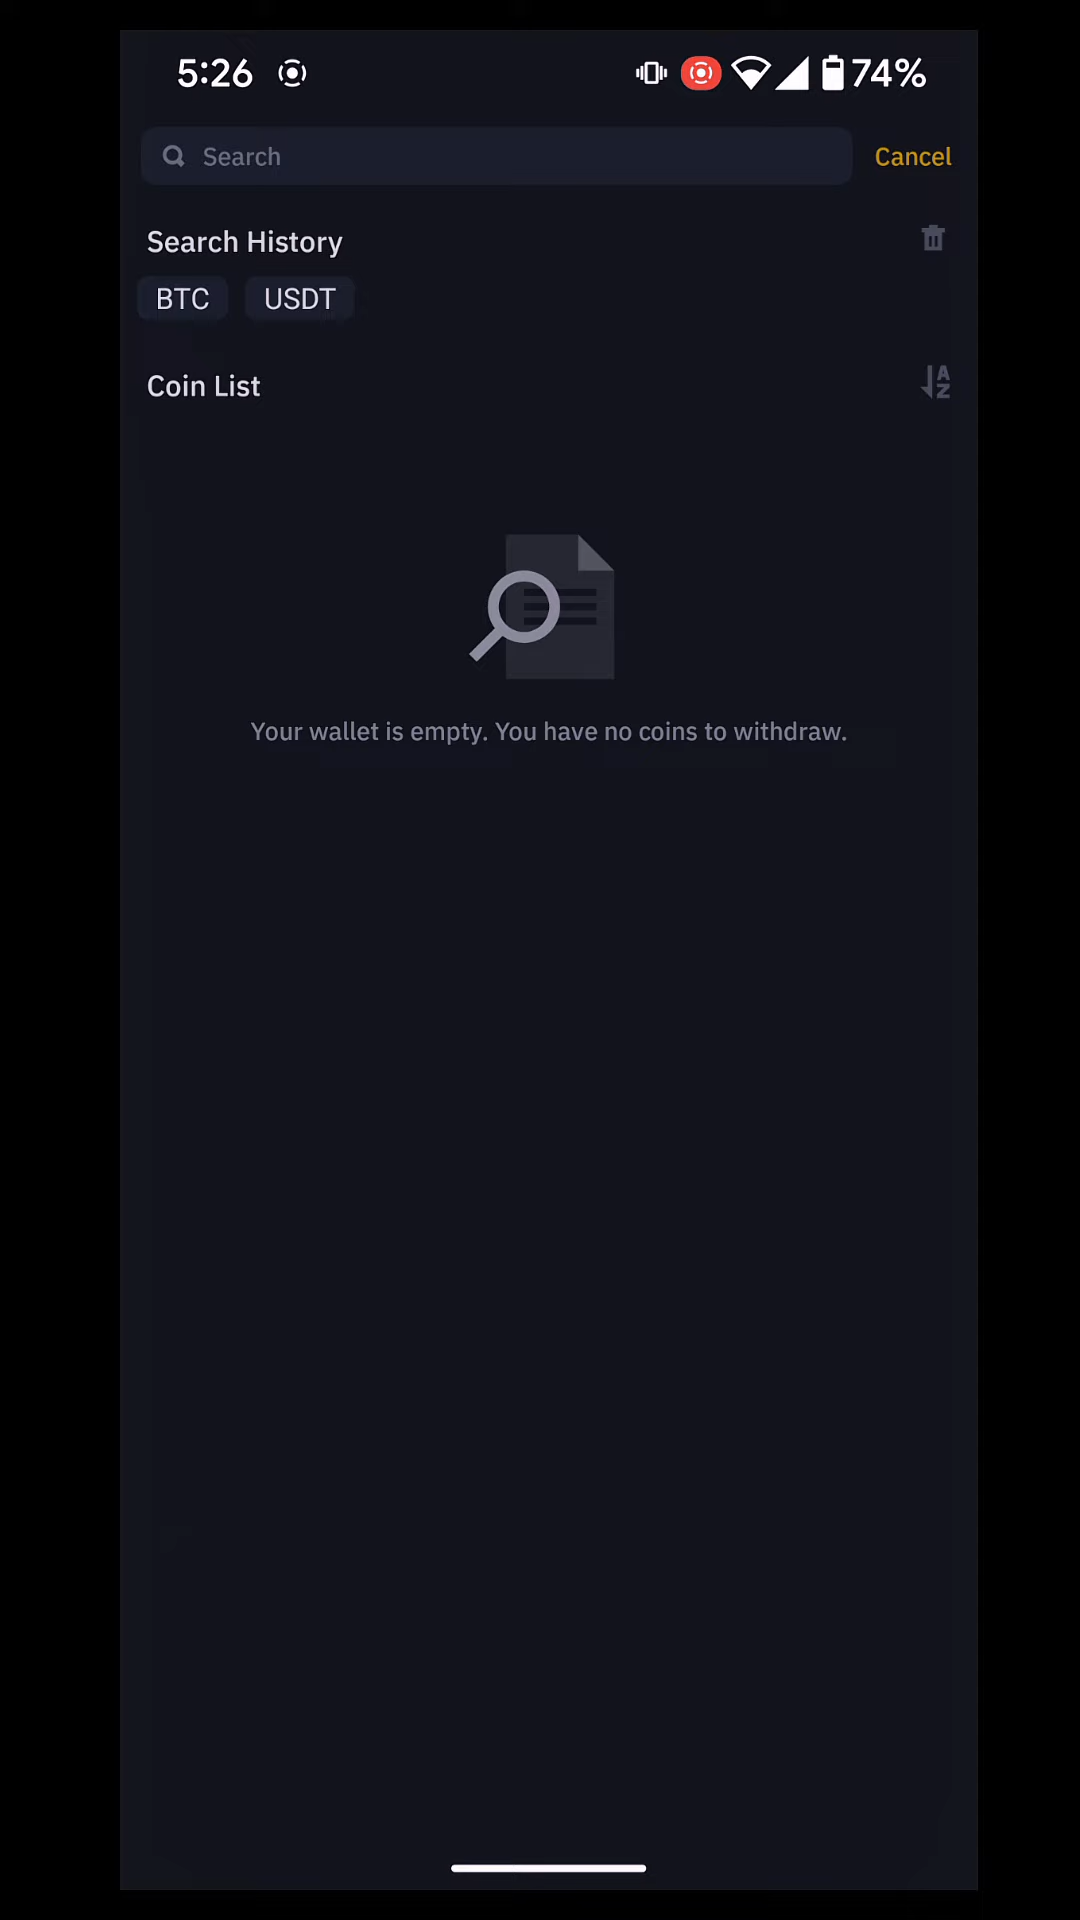 5:26
74%
Search
Cancel
Search History
BTC
USDT
Coin List
A
Z
Your wallet is empty. You have no coins to withdraw.